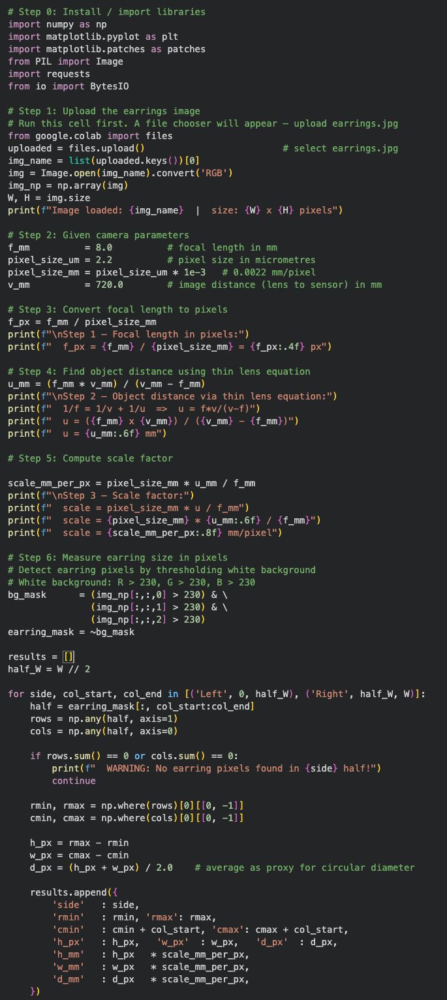 # Step 0: Install / import libraries
import numpy as np
import matplotlib.pyplot as plt
import matplotlib.patches as patches
from PIL import Image
import requests
from io import BytesIO

# Step 1: Upload the earrings image
# Run this cell first. A file chooser will appear — upload earrings.jpg
from google.colab import files
uploaded = files.upload()                         # select earrings.jpg
img_name = list(uploaded.keys())[0]
img = Image.open(img_name).convert('RGB')
img_np = np.array(img)
W, H = img.size
print(f"Image loaded: {img_name}  |  size: {W} x {H} pixels")

# Step 2: Given camera parameters
f_mm          = 8.0          # focal length in mm
pixel_size_um = 2.2          # pixel size in micrometres
pixel_size_mm = pixel_size_um * 1e-3   # 0.0022 mm/pixel
v_mm          = 720.0        # image distance (lens to sensor) in mm

# Step 3: Convert focal length to pixels
f_px = f_mm / pixel_size_mm
print(f"\nStep 1 — Focal length in pixels:")
print(f"  f_px = {f_mm} / {pixel_size_mm} = {f_px:.4f} px")

# Step 4: Find object distance using thin lens equation
u_mm = (f_mm * v_mm) / (v_mm - f_mm)
print(f"\nStep 2 — Object distance via thin lens equation:")
print(f"  1/f = 1/v + 1/u  =>  u = f*v/(v-f)")
print(f"  u = ({f_mm} x {v_mm}) / ({v_mm} - {f_mm})")
print(f"  u = {u_mm:.6f} mm")

# Step 5: Compute scale factor

scale_mm_per_px = pixel_size_mm * u_mm / f_mm
print(f"\nStep 3 — Scale factor:")
print(f"  scale = pixel_size_mm * u / f_mm")
print(f"  scale = {pixel_size_mm} * {u_mm:.6f} / {f_mm}")
print(f"  scale = {scale_mm_per_px:.8f} mm/pixel")

# Step 6: Measure earring size in pixels
# Detect earring pixels by thresholding white background
# White background: R > 230, G > 230, B > 230
bg_mask      = (img_np[:,:,0] > 230) & \
               (img_np[:,:,1] > 230) & \
               (img_np[:,:,2] > 230)
earring_mask = ~bg_mask

results = []
half_W = W // 2

for side, col_start, col_end in [('Left', 0, half_W), ('Right', half_W, W)]:
    half = earring_mask[:, col_start:col_end]
    rows = np.any(half, axis=1)
    cols = np.any(half, axis=0)

    if rows.sum() == 0 or cols.sum() == 0:
        print(f"  WARNING: No earring pixels found in {side} half!")
        continue

    rmin, rmax = np.where(rows)[0][[0, -1]]
    cmin, cmax = np.where(cols)[0][[0, -1]]

    h_px = rmax - rmin
    w_px = cmax - cmin
    d_px = (h_px + w_px) / 2.0    # average as proxy for circular diameter

    results.append({
        'side'   : side,
        'rmin'   : rmin, 'rmax': rmax,
        'cmin'   : cmin + col_start, 'cmax': cmax + col_start,
        'h_px'   : h_px,   'w_px'  : w_px,   'd_px'  : d_px,
        'h_mm'   : h_px   * scale_mm_per_px,
        'w_mm'   : w_px   * scale_mm_per_px,
        'd_mm'   : d_px   * scale_mm_per_px,
    })